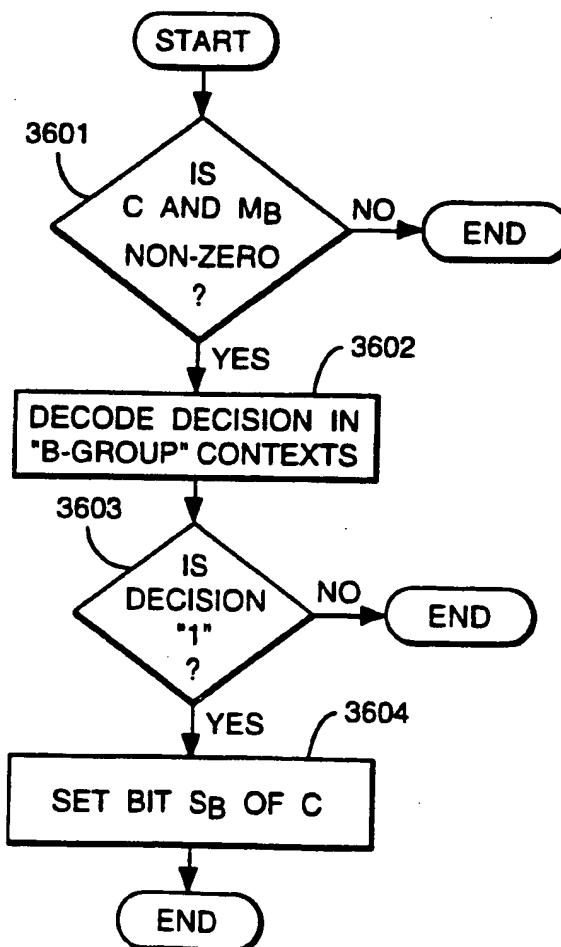 START
3601
IS
C AND MB
NON-ZERO
?
NO
END
YES
3602
DECODE DECISION IN
"B-GROUP" CONTEXTS
3603
IS
DECISION
"1"
?
NO
END
YES
3604
SET BIT SB OF C
END